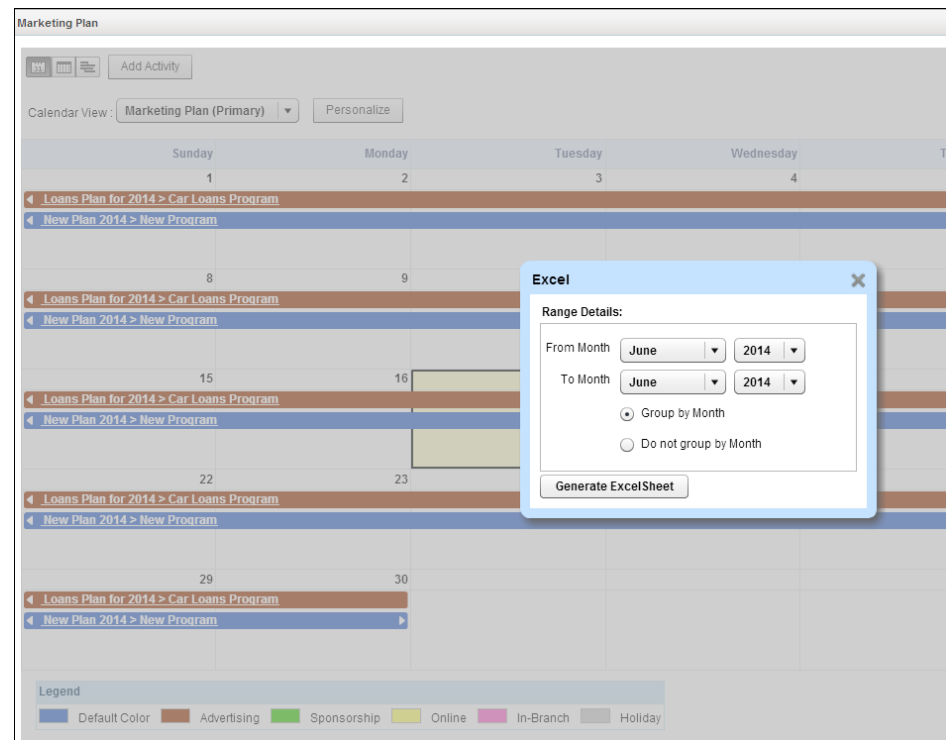 Marketing Plan
Add Activity
Calendar View : Marketing Plan (Primary) Personalize
Sunday Monday Tuesday Wednesday T
1 2 3 4
Loans Plan for 2014 > Car Loans Program
New Plan 2014 > New Program
8 9
Loans Plan for 2014 > Car Loans Program
New Plan 2014 > New Program
15 16
Loans Plan for 2014 > Car Loans Program
New Plan 2014 > New Program
22 23
Loans Plan for 2014 > Car Loans Program
New Plan 2014 > New Program
29 30
Loans Plan for 2014 > Car Loans Program
New Plan 2014 > New Program
Excel
Range Details:
From Month June 2014
To Month June 2014
Group by Month
Do not group by Month
Generate ExcelSheet
Legend
Default Color Advertising Sponsorship Online In-Branch Holiday